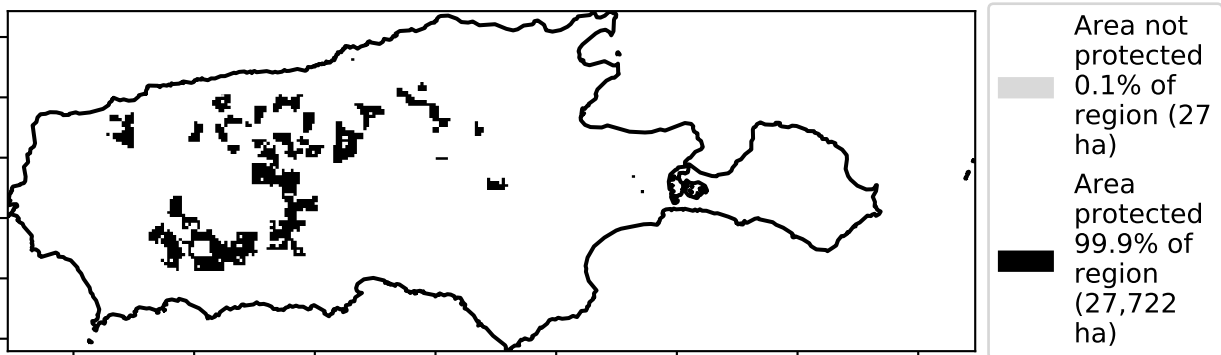 Area not
protected
0.1% of
region (27
ha)
Area
protected
99.9% of
region
(27,722
ha)